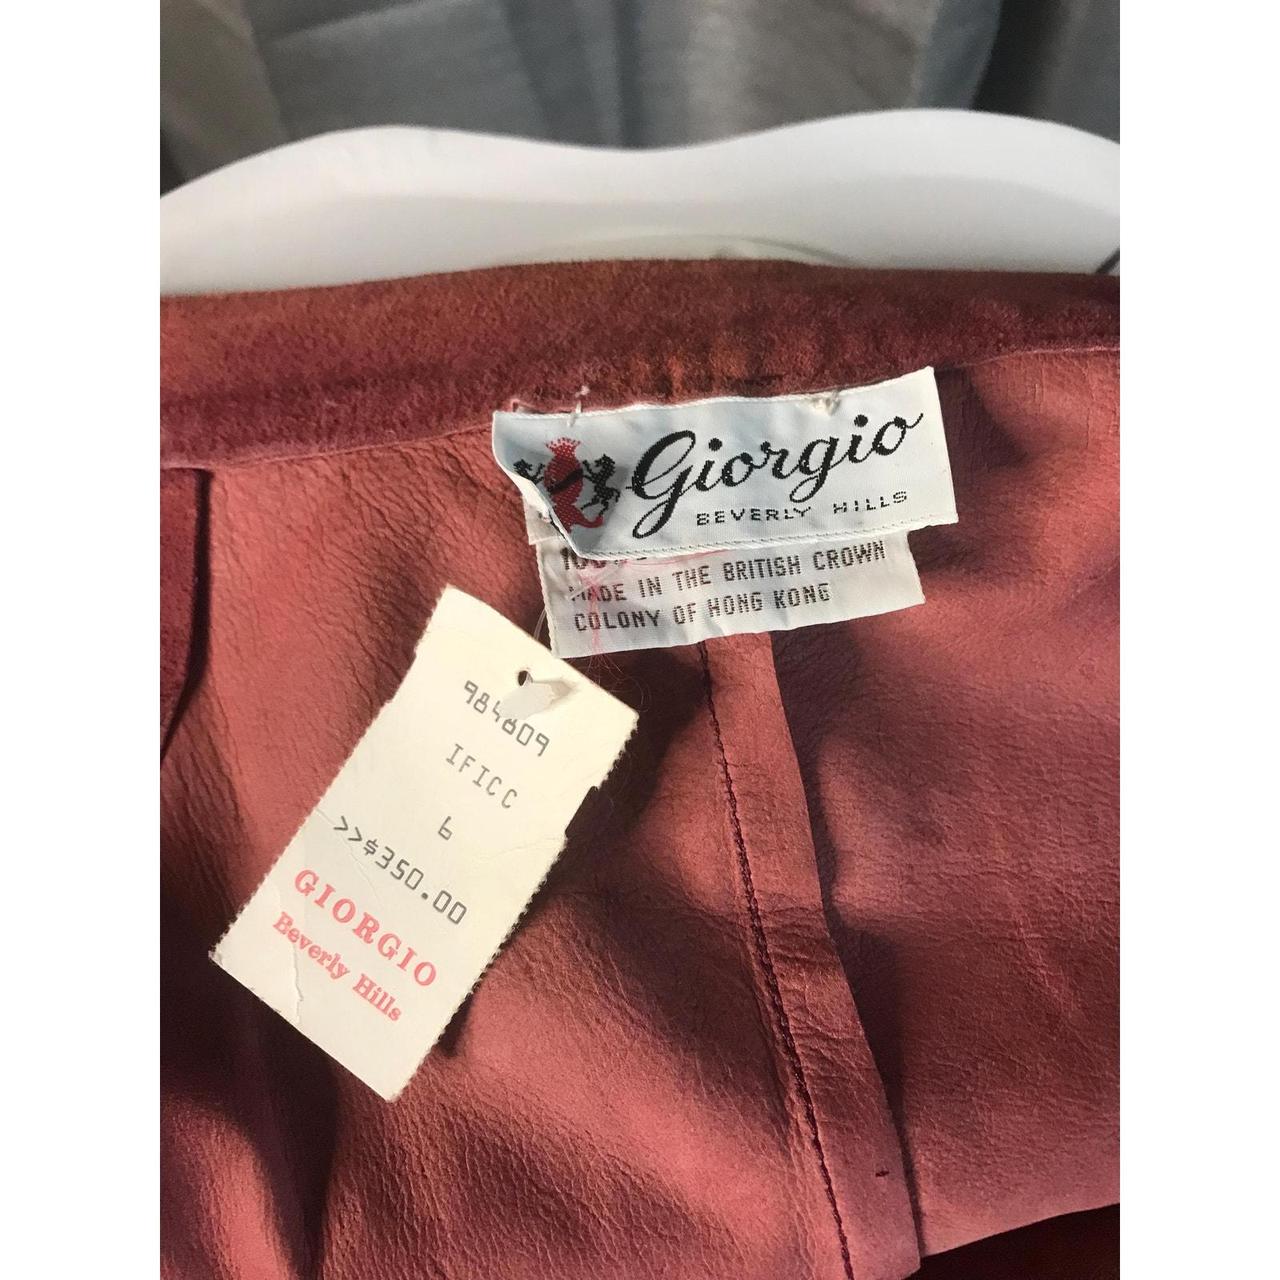 Giorgio
BEVERLY HILLS
MADE IN THE BRITISH CROWN
COLONY OF HONG KONG
984809
IFICC
6
>>$350.00
GIORGIO
Beverly Hills